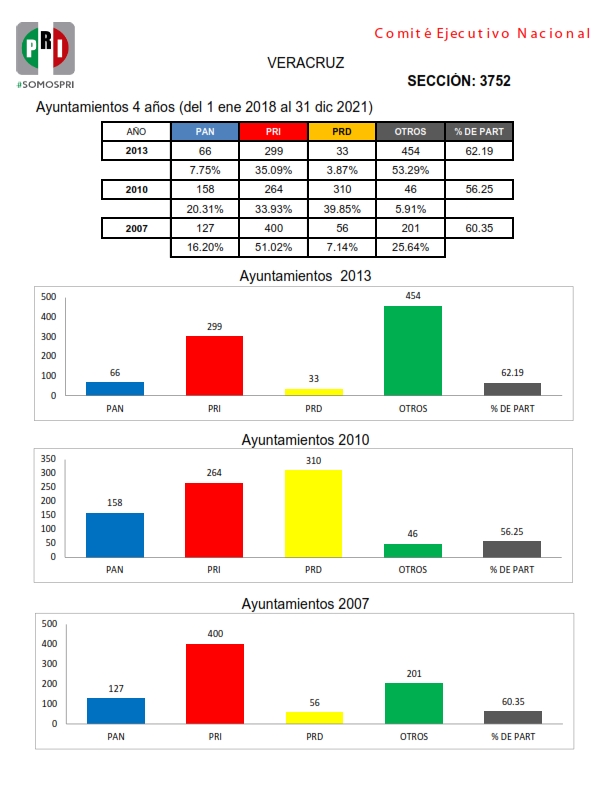 Comité Ejecutivo Nacional
PRI
#SOMOSPRI
VERACRUZ
SECCIÓN: 3752
Ayuntamientos 4 años (del 1 ene 2018 al 31 dic 2021)
AÑO PAN PRI PRD OTROS % DE PART
2013 66 299 33 454 62.19
7.75% 35.09% 3.87% 53.29%
2010 158 264 310 46 56.25
20.31% 33.93% 39.85% 5.91%
2007 127 400 56 201 60.35
16.20% 51.02% 7.14% 25.64%
Ayuntamientos 2013
500
400
300
200
100
0
66 299 33 454 62.19
PAN PRI PRD OTROS % DE PART
Ayuntamientos 2010
350
300
250
200
150
100
50
0
158 264 310 46 56.25
PAN PRI PRD OTROS % DE PART
Ayuntamientos 2007
500
400
300
200
100
0
127 400 56 201 60.35
PAN PRI PRD OTROS % DE PART